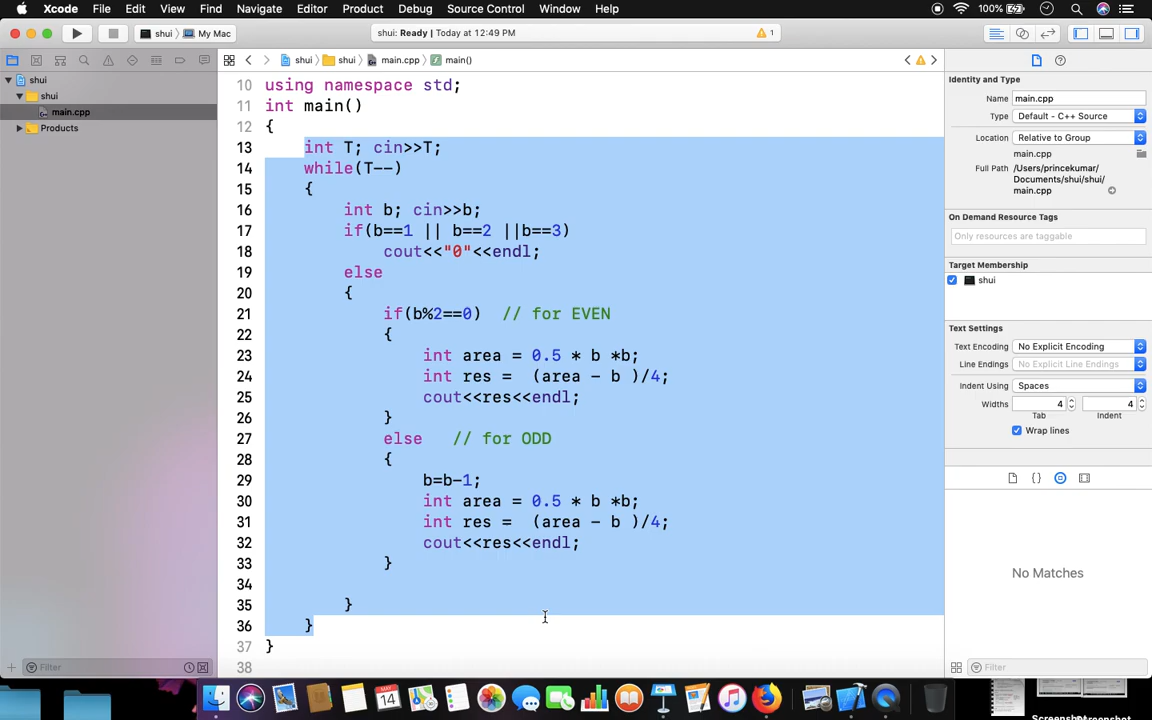 Xcode File Edit View Find Navigate Editor Product Debug Source Control Window Help 100%
shui My Mac shui: Ready | Today at 12:49 PM 1
shui shui main.cpp main()
shui
shui
main.cpp
Products
10 using namespace std;
11 int main()
12 {
13 int T; cin>>T;
14 while(T--)
15 {
16 int b; cin>>b;
17 if(b==1 || b==2 ||b==3)
18 cout<<"0"<<endl;
19 else
20 {
21 if(b%2==0) // for EVEN
22 {
23 int area = 0.5 * b *b;
24 int res = (area - b )/4;
25 cout<<res<<endl;
26 }
27 else // for ODD
28 {
29 b=b-1;
30 int area = 0.5 * b *b;
31 int res = (area - b )/4;
32 cout<<res<<endl;
33 }
34
35 }
36 }
37 }
38
Filter
Identity and Type
Name main.cpp
Type Default - C++ Source
Location Relative to Group
main.cpp
Full Path /Users/princekumar/
Documents/shui/shui/
main.cpp
On Demand Resource Tags
Only resources are taggable
Target Membership
shui
Text Settings
Text Encoding No Explicit Encoding
Line Endings No Explicit Line Endings
Indent Using Spaces
Widths 4 4
Tab Indent
Wrap lines
No Matches
Filter
MAY
14